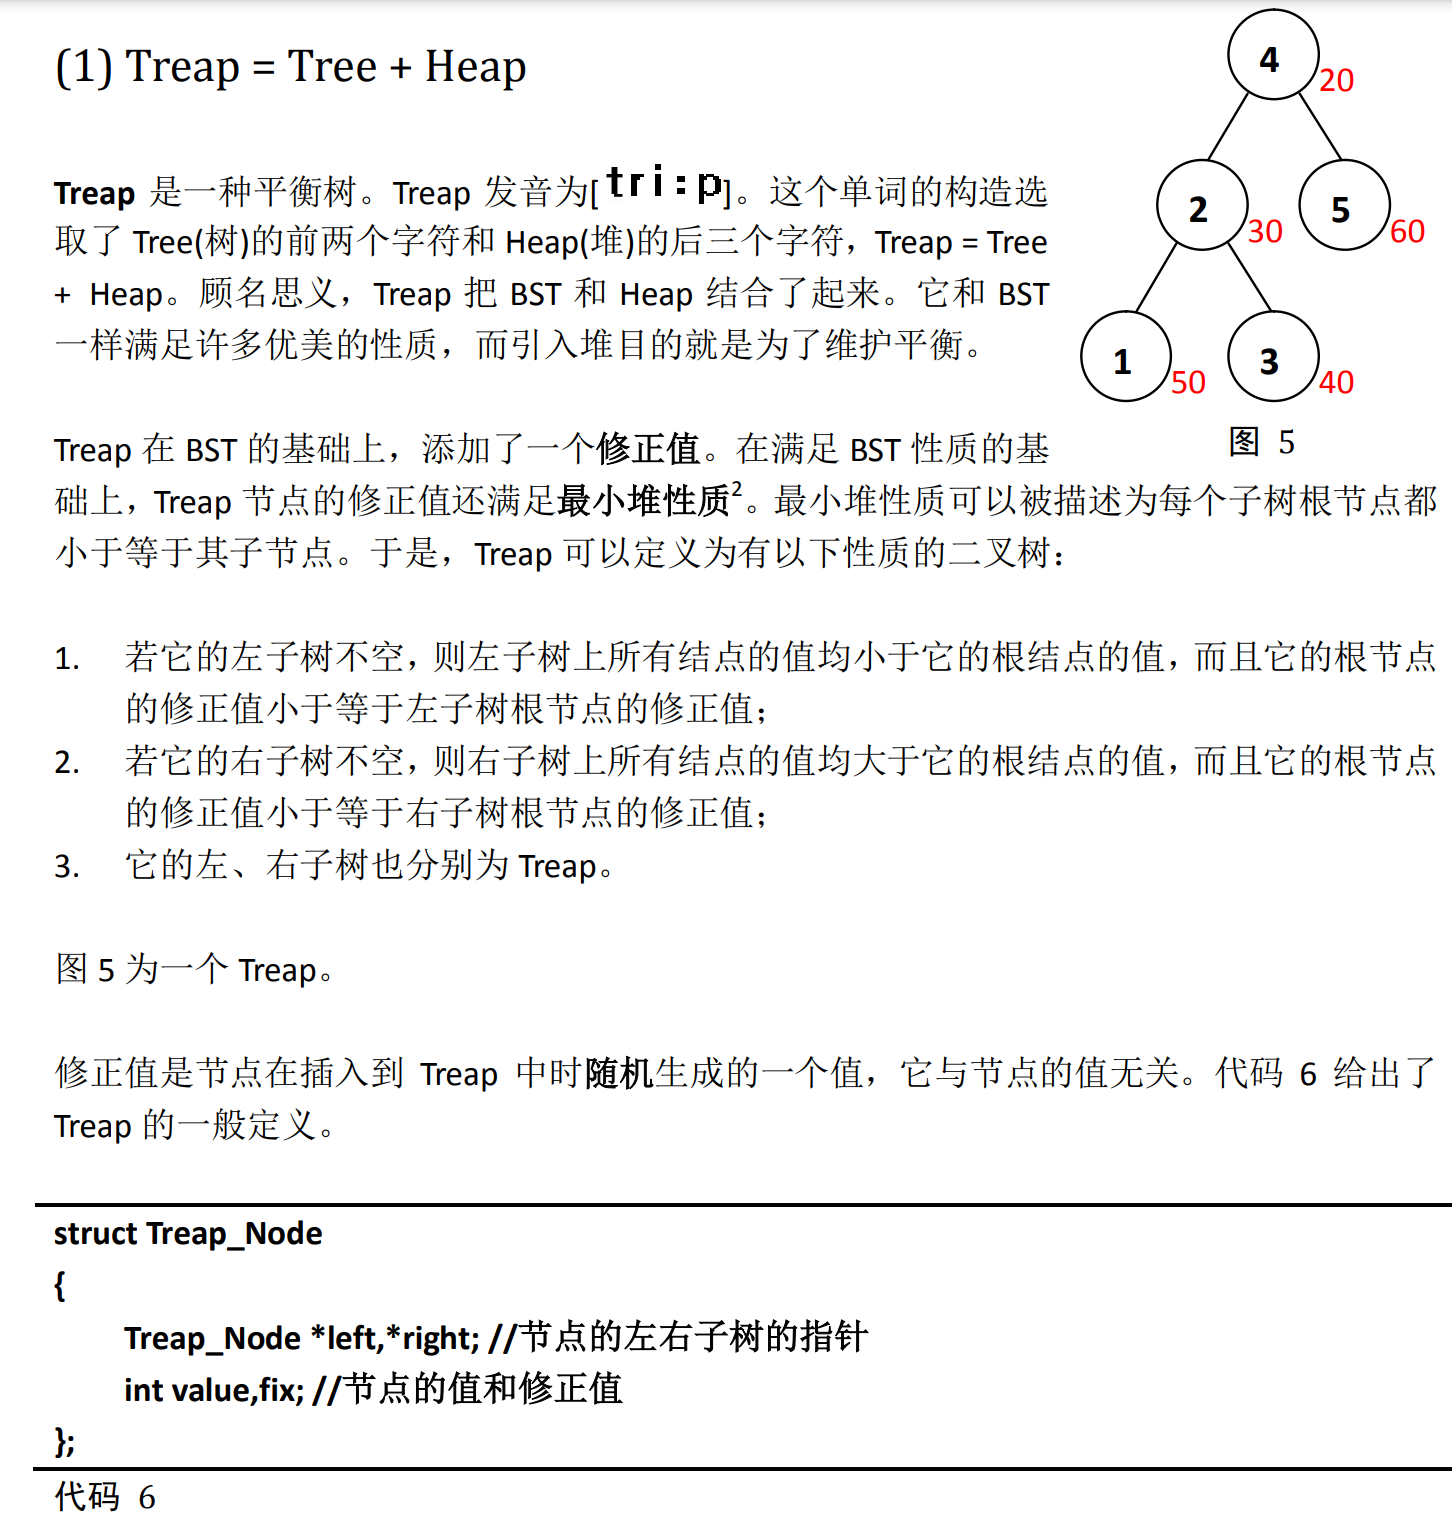 (1) Treap = Tree + Heap
Treap 是一种平衡树。Treap 发音为[tri:p]。这个单词的构造选
取了 Tree(树)的前两个字符和 Heap(堆)的后三个字符，Treap = Tree
+ Heap。顾名思义，Treap 把 BST 和 Heap 结合了起来。它和 BST
一样满足许多优美的性质，而引入堆目的就是为了维护平衡。
4
20
2
30
5
60
1
50
3
40
图 5
Treap 在 BST 的基础上，添加了一个修正值。在满足 BST 性质的基
础上，Treap 节点的修正值还满足最小堆性质2。最小堆性质可以被描述为每个子树根节点都
小于等于其子节点。于是，Treap 可以定义为有以下性质的二叉树：
1. 若它的左子树不空，则左子树上所有结点的值均小于它的根结点的值，而且它的根节点
的修正值小于等于左子树根节点的修正值；
2. 若它的右子树不空，则右子树上所有结点的值均大于它的根结点的值，而且它的根节点
的修正值小于等于右子树根节点的修正值；
3. 它的左、右子树也分别为 Treap。
图 5 为一个 Treap。
修正值是节点在插入到 Treap 中时随机生成的一个值，它与节点的值无关。代码 6 给出了
Treap 的一般定义。
struct Treap_Node
{
Treap_Node *left,*right; //节点的左右子树的指针
int value,fix; //节点的值和修正值
};
代码 6